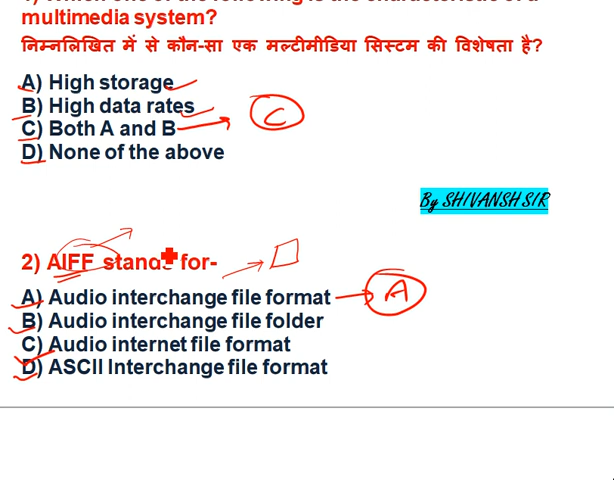 multimedia system?
निम्नलिखित में से कौन-सा एक मल्टीमीडिया सिस्टम की विशेषता है?
A) High storage
B) High data rates
C) Both A and B
C
D) None of the above
By SHIVANSH SIR
2) AIFF stands for-
A) Audio interchange file format
A
B) Audio interchange file folder
C) Audio internet file format
D) ASCII Interchange file format